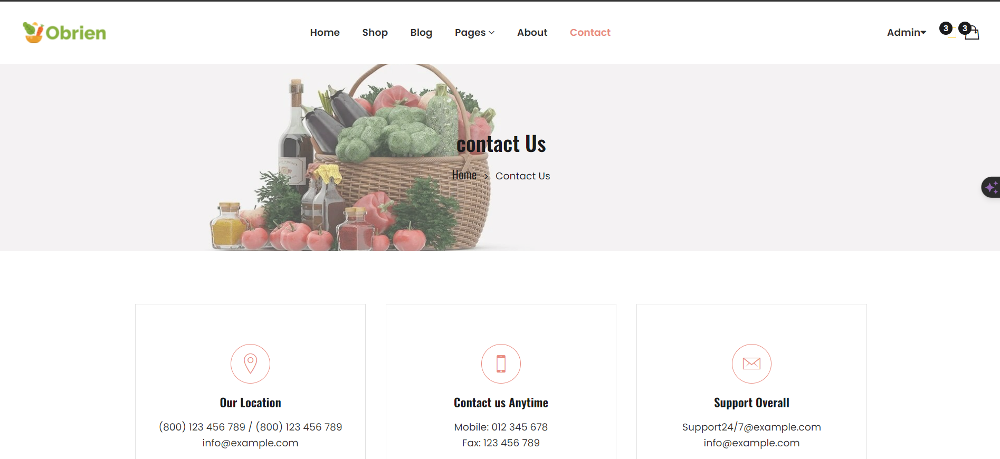 Obrien
Home Shop Blog Pages About Contact
Admin 3 3
contact Us
Home > Contact Us
Our Location
(800) 123 456 789 / (800) 123 456 789
info@example.com
Contact us Anytime
Mobile: 012 345 678
Fax: 123 456 789
Support Overall
Support24/7@example.com
info@example.com